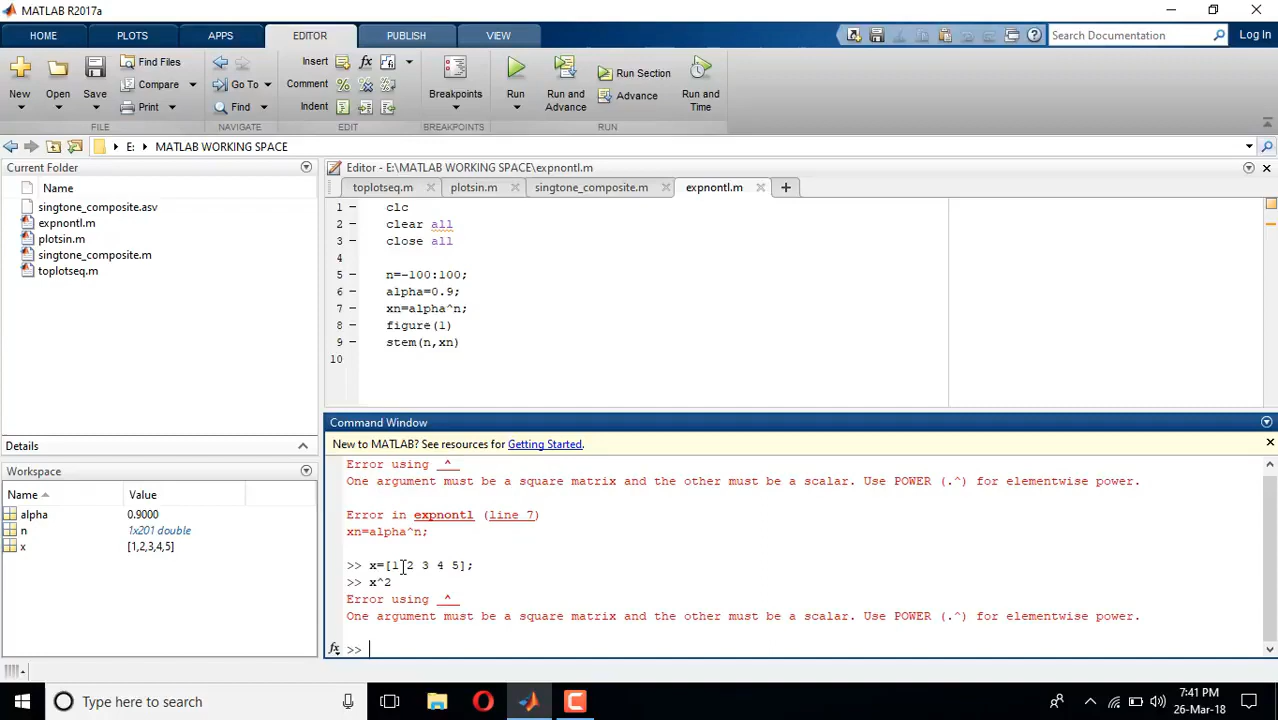 MATLAB R2017a
HOME PLOTS APPS EDITOR PUBLISH VIEW
Search Documentation Log In
New Open Save Find Files Compare Print
Go To Find
Insert fx
Comment
Indent
Breakpoints
Run Run and Advance Run Section Advance Run and Time
FILE NAVIGATE EDIT BREAKPOINTS RUN
E: MATLAB WORKING SPACE
Current Folder
Name
singtone_composite.asv
expnontl.m
plotsin.m
singtone_composite.m
toplotseq.m
Details
Workspace
Name Value
alpha 0.9000
n 1x201 double
x [1,2,3,4,5]
Editor - E:\MATLAB WORKING SPACE\expnontl.m
toplotseq.m plotsin.m singtone_composite.m expnontl.m
1 clc
2 clear all
3 close all
4
5 n=-100:100;
6 alpha=0.9;
7 xn=alpha^n;
8 figure(1)
9 stem(n,xn)
10
Command Window
New to MATLAB? See resources for Getting Started.
Error using ^
One argument must be a square matrix and the other must be a scalar. Use POWER (.^) for elementwise power.
Error in expnontl (line 7)
xn=alpha^n;
>> x=[1 2 3 4 5];
>> x^2
Error using ^
One argument must be a square matrix and the other must be a scalar. Use POWER (.^) for elementwise power.
fx >>
Type here to search
7:41 PM
26-Mar-18